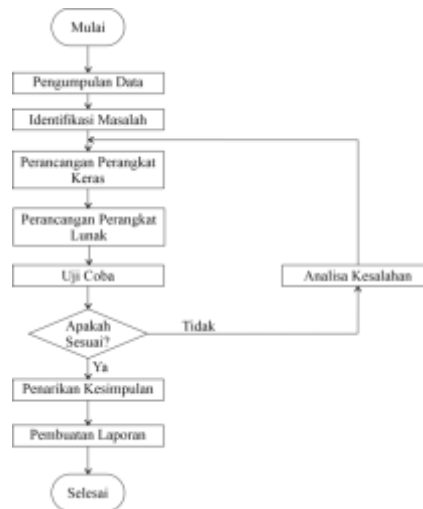 Mulai
Pengumpulan Data
Identifikasi Masalah
Perancangan Perangkat
Keras
Perancangan Perangkat
Lunak
Uji Coba
Analisa Kesalahan
Apakah
Sesuai?
Tidak
Ya
Penarikan Kesimpulan
Pembuatan Laporan
Selesai